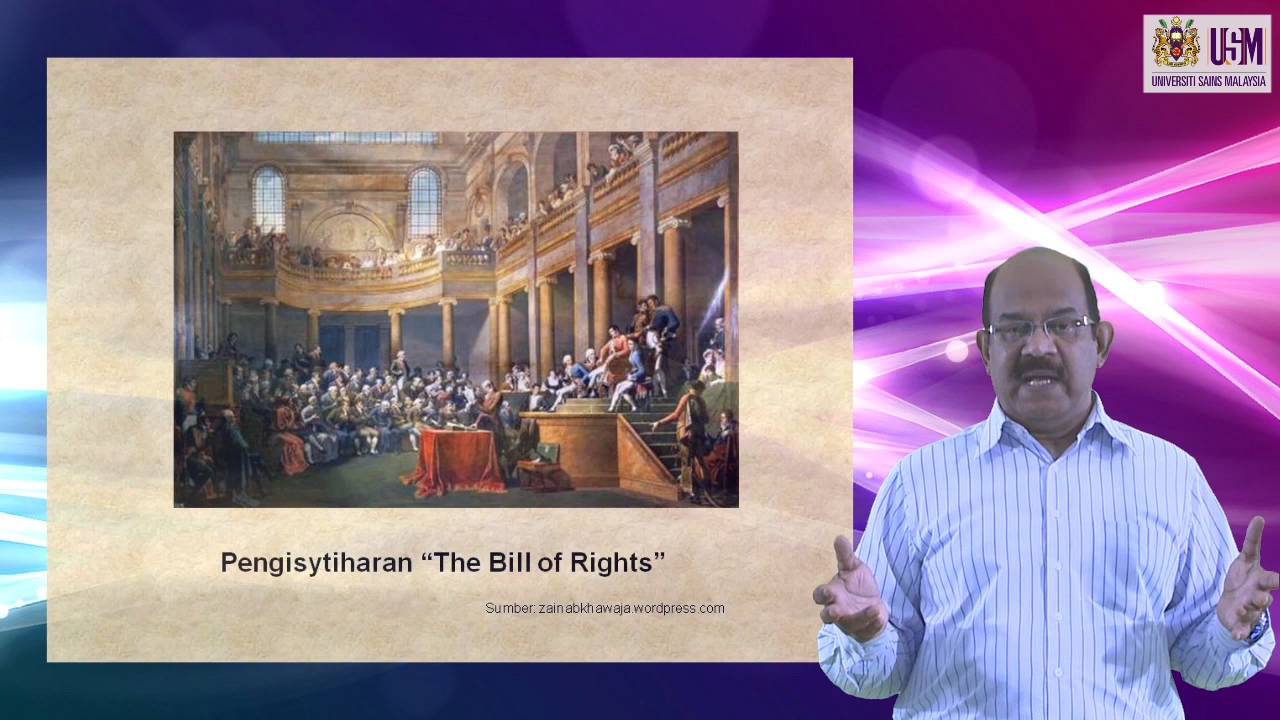 USM
UNIVERSITI SAINS MALAYSIA
Pengisytiharan “The Bill of Rights”
Sumber: zainabkhawaja.wordpress.com